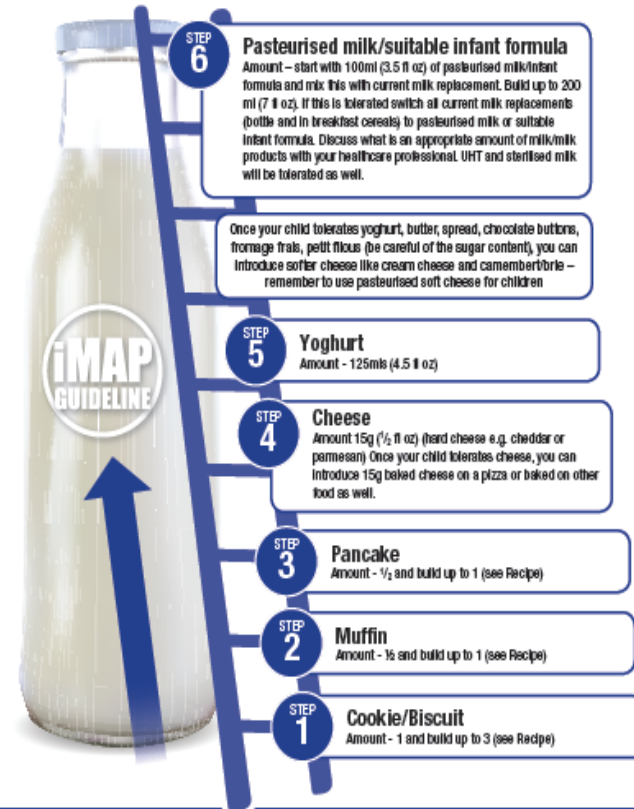 STEP
6
Pasteurised milk/suitable infant formula
Amount – start with 100ml (3.5 fl oz) of pasteurised milk/infant
formula and mix this with current milk replacement. Build up to 200
ml (7 fl oz). If this is tolerated switch all current milk replacements
(bottle and in breakfast cereals) to pasteurised milk or suitable
infant formula. Discuss what is an appropriate amount of milk/milk
products with your healthcare professional. UHT and sterilised milk
will be tolerated as well.
Once your child tolerates yoghurt, butter, spread, chocolate buttons,
fromage frais, petit filous (be careful of the sugar content), you can
introduce softer cheese like cream cheese and camembert/brie –
remember to use pasteurised soft cheese for children
STEP
5
Yoghurt
Amount - 125mls (4.5 fl oz)
iMAP
GUIDELINE
STEP
4
Cheese
Amount 15g (½ fl oz) (hard cheese e.g. cheddar or
parmesan) Once your child tolerates cheese, you can
introduce 15g baked cheese on a pizza or baked on other
food as well.
STEP
3
Pancake
Amount - ½ and build up to 1 (see Recipe)
STEP
2
Muffin
Amount - ½ and build up to 1 (see Recipe)
STEP
1
Cookie/Biscuit
Amount - 1 and build up to 3 (see Recipe)